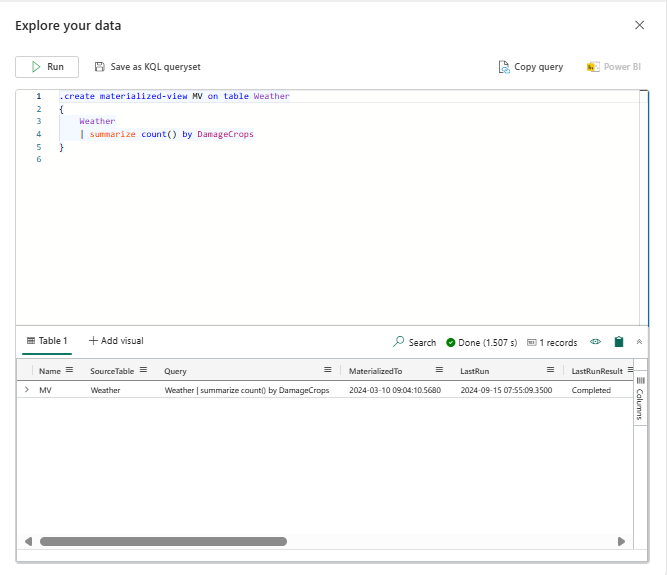 Explore your data
Run Save as KQL queryset Copy query Power BI
1 .create materialized-view MV on table Weather
2 {
3 Weather
4 | summarize count() by DamageCrops
5 }
6
Table 1 + Add visual Search Done (1.507 s) 1 records
Name SourceTable Query MaterializedTo LastRun LastRunResult
MV Weather Weather | summarize count() by DamageCrops 2024-03-10 09:04:10.5680 2024-09-15 07:55:09.3500 Completed
Columns